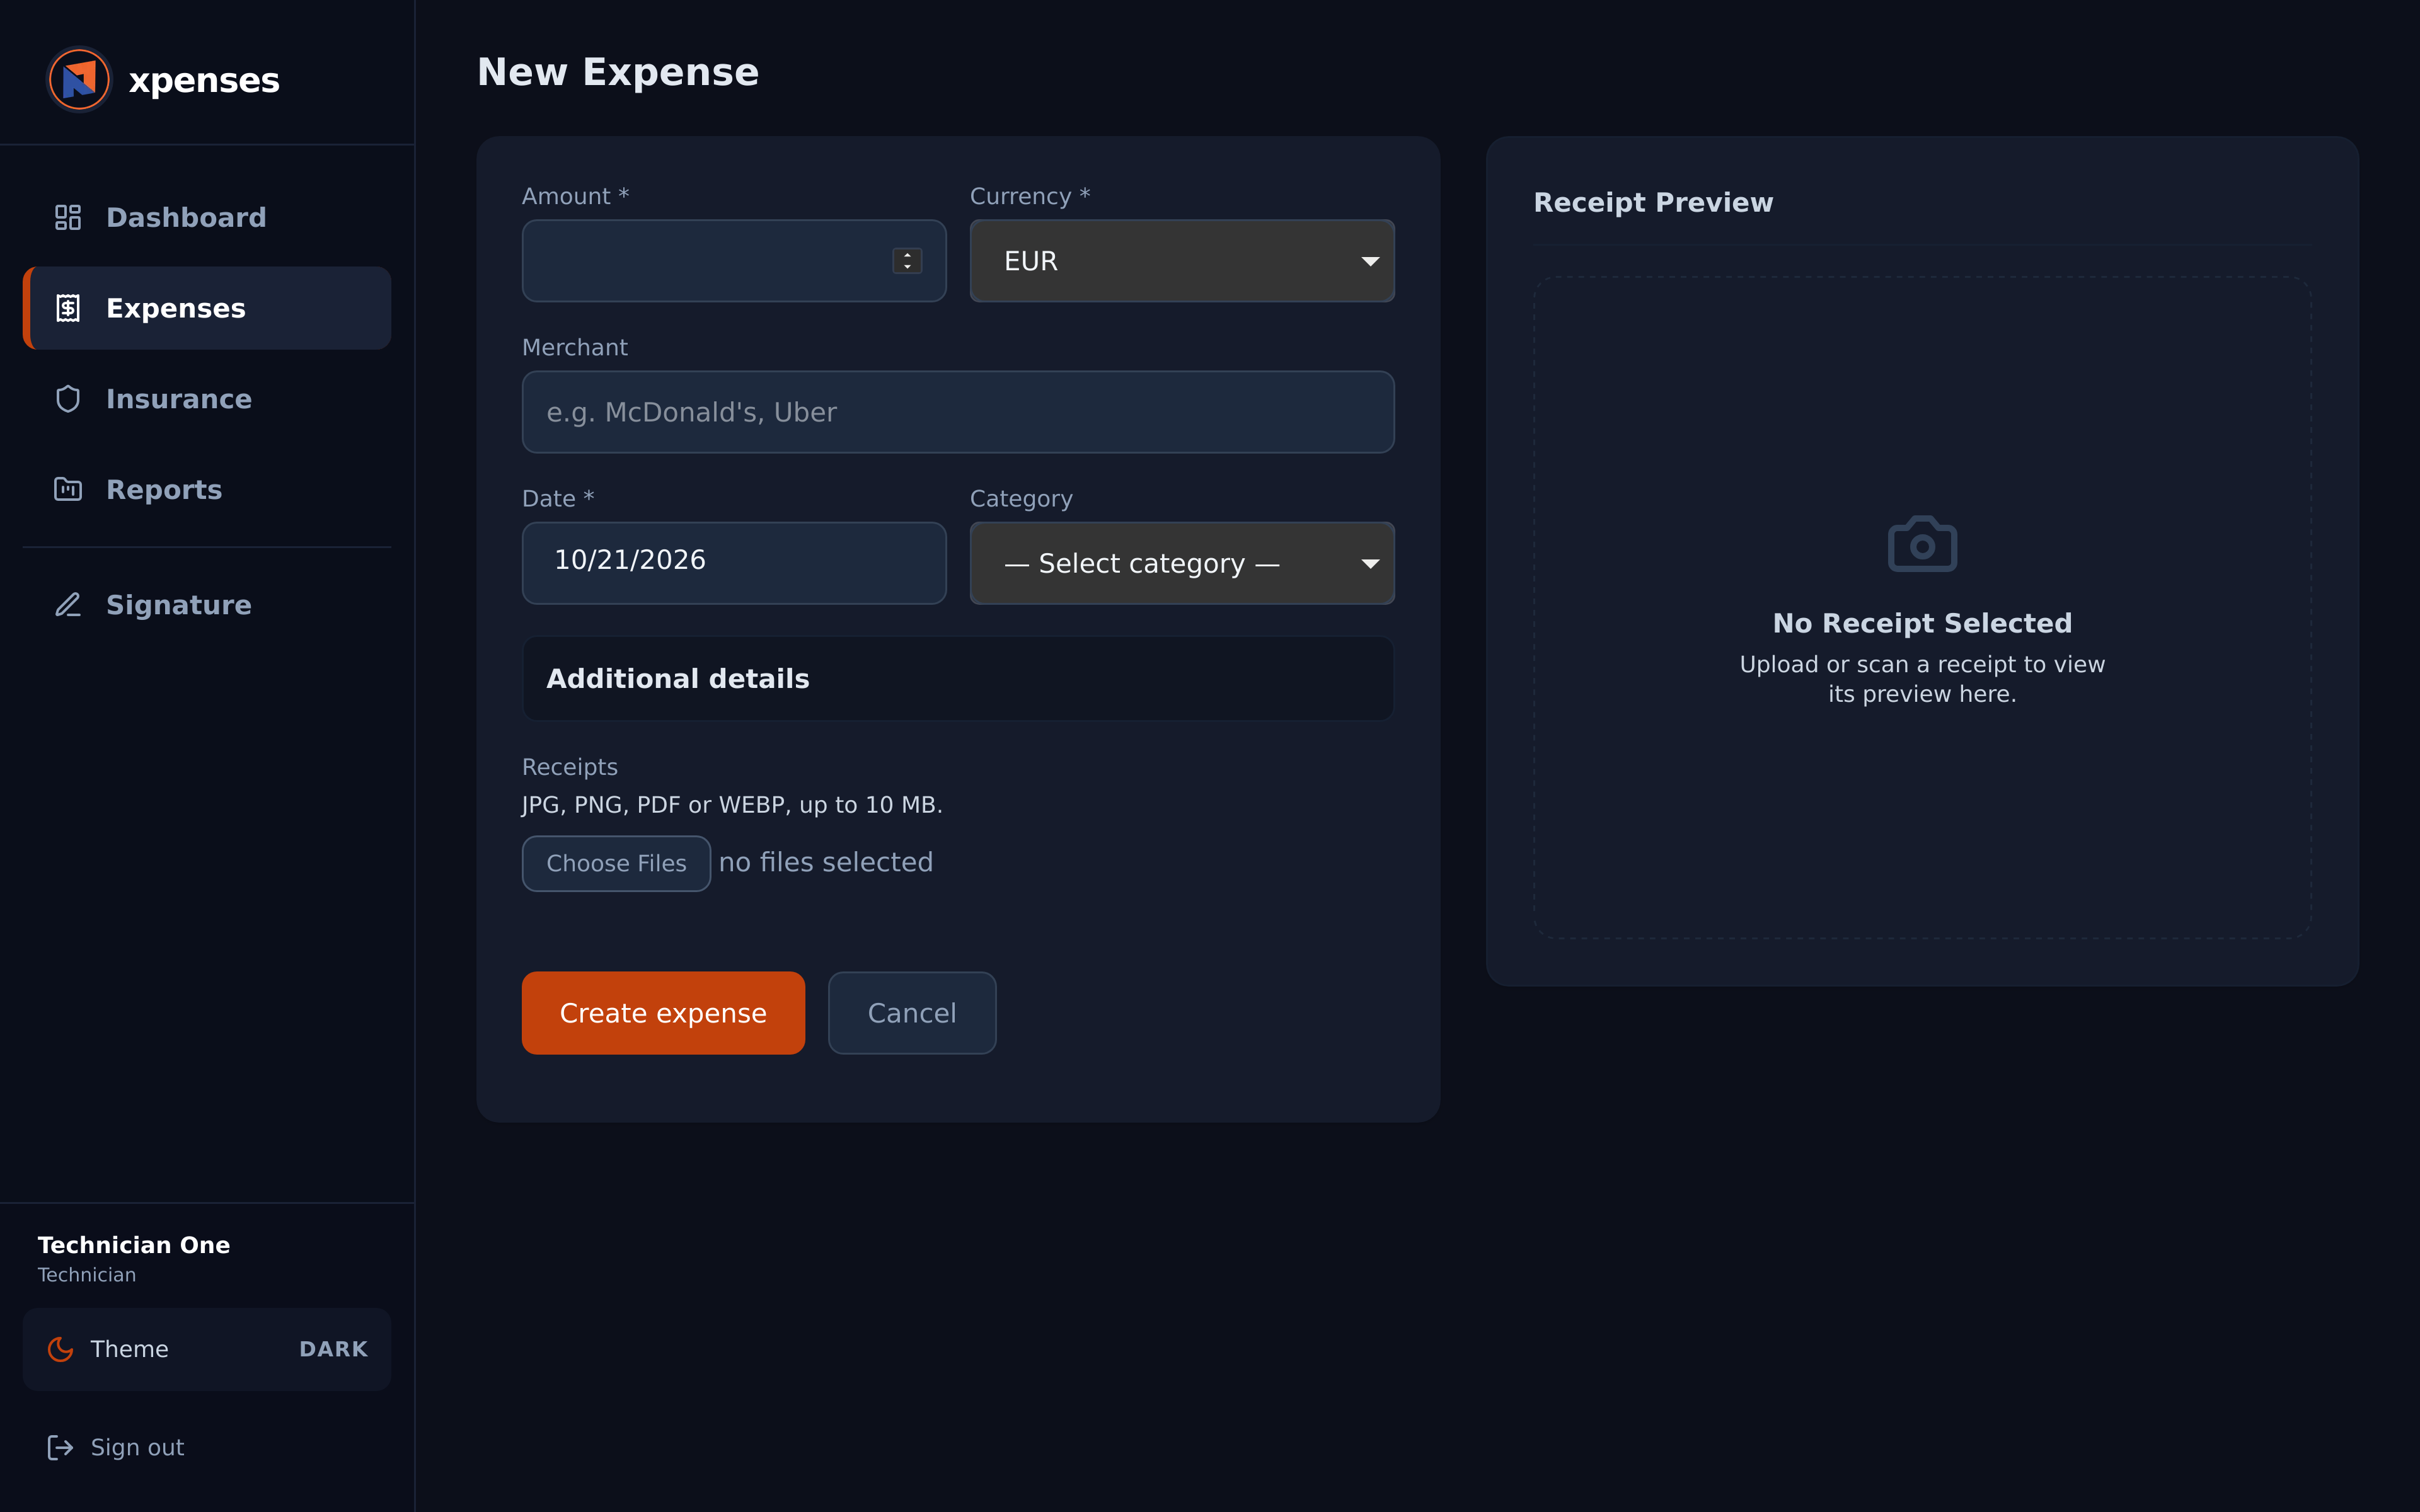 xpenses
Dashboard
Expenses
Insurance
Reports
Signature
Technician One
Technician
Theme DARK
Sign out
New Expense
Amount * Currency *
EUR
Merchant
e.g. McDonald's, Uber
Date * Category
10/21/2026 — Select category —
Additional details
Receipts
JPG, PNG, PDF or WEBP, up to 10 MB.
Choose Files no files selected
Create expense Cancel
Receipt Preview
No Receipt Selected
Upload or scan a receipt to view
its preview here.